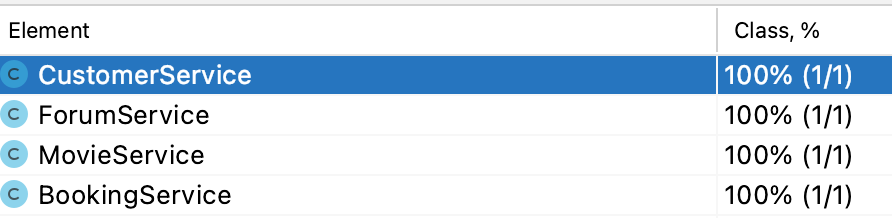 Element Class, %
C CustomerService 100% (1/1)
C ForumService 100% (1/1)
C MovieService 100% (1/1)
C BookingService 100% (1/1)